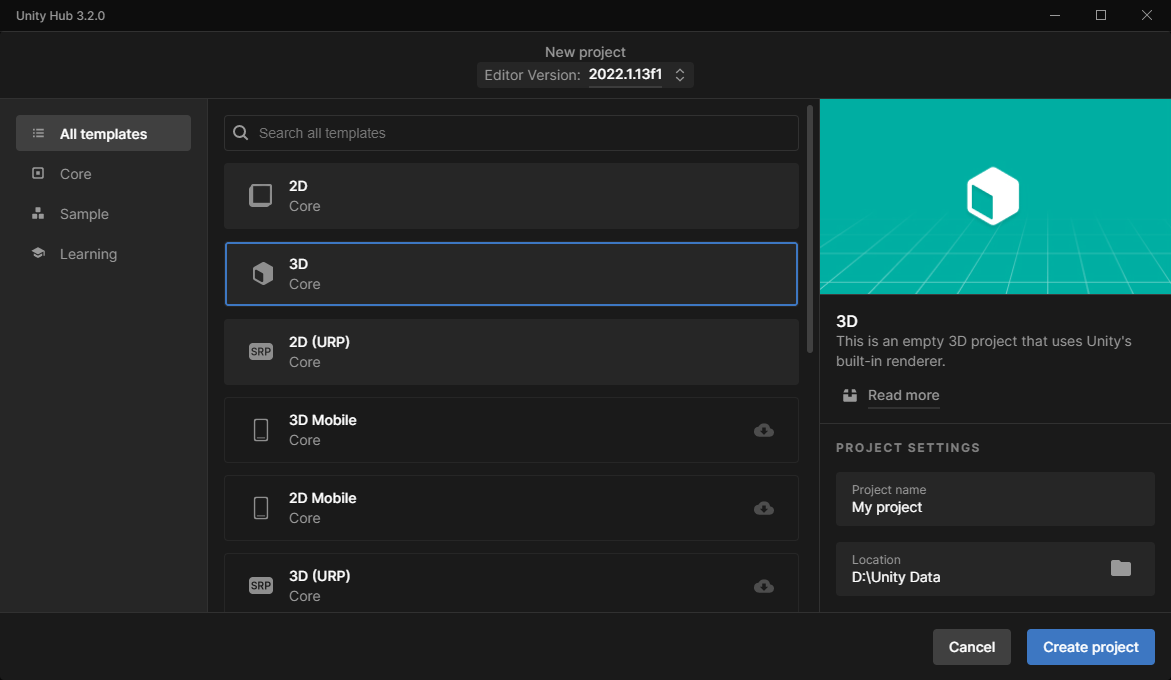 Unity Hub 3.2.0
New project
Editor Version: 2022.1.13f1
All templates
Core
Sample
Learning
Search all templates
2D
Core
3D
Core
SRP
2D (URP)
Core
3D Mobile
Core
2D Mobile
Core
SRP
3D (URP)
Core
3D
This is an empty 3D project that uses Unity's
built-in renderer.
Read more
PROJECT SETTINGS
Project name
My project
Location
D:\Unity Data
Cancel
Create project